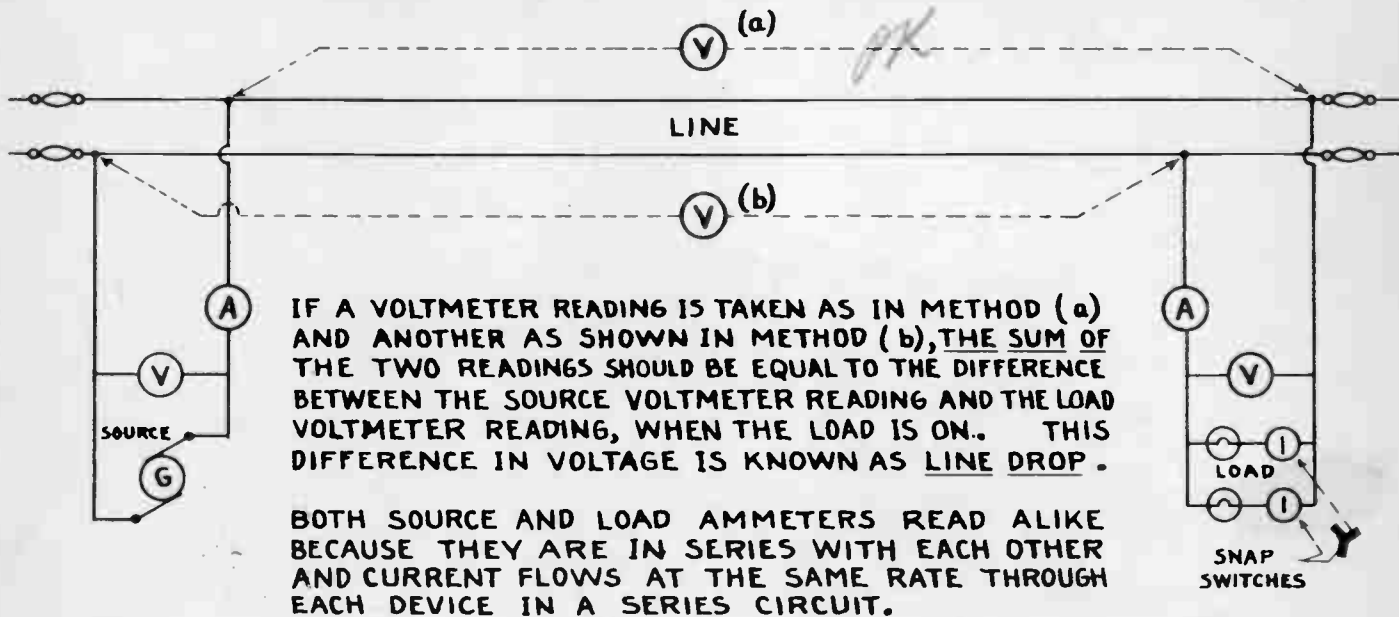 (a)
V
OK
LINE
V
(b)
A
A
IF A VOLTMETER READING IS TAKEN AS IN METHOD (a)
AND ANOTHER AS SHOWN IN METHOD (b), THE SUM OF
THE TWO READINGS SHOULD BE EQUAL TO THE DIFFERENCE
BETWEEN THE SOURCE VOLTMETER READING AND THE LOAD
VOLTMETER READING, WHEN THE LOAD IS ON.. THIS
DIFFERENCE IN VOLTAGE IS KNOWN AS LINE DROP.
V
SOURCE
G
V
I
LOAD
I
SNAP
SWITCHES
BOTH SOURCE AND LOAD AMMETERS READ ALIKE
BECAUSE THEY ARE IN SERIES WITH EACH OTHER
AND CURRENT FLOWS AT THE SAME RATE THROUGH
EACH DEVICE IN A SERIES CIRCUIT.